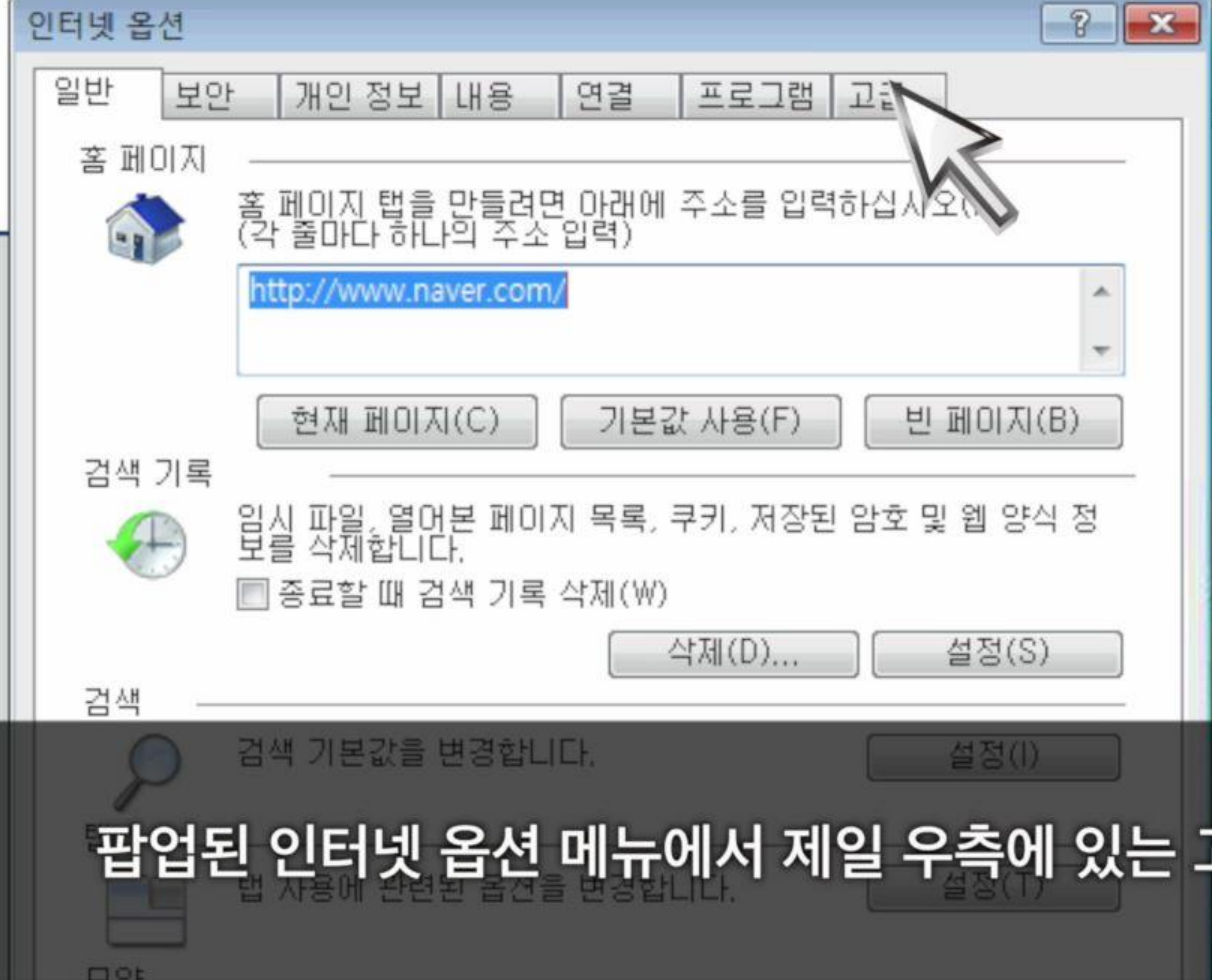 인터넷 옵션
일반 보안 개인 정보 내용 연결 프로그램
홈 페이지
홈 페이지 탭을 만들려면 아래에 주소를 입력하십시오(
(각 줄마다 하나의 주소 입력)
http://www.naver.com/
현재 페이지(C) 기본값 사용(F) 빈 페이지(B)
검색 기록
임시 파일, 열어본 페이지 목록, 쿠키, 저장된 암호 및 웹 양식 정
보를 삭제합니다.
종료할 때 검색 기록 삭제(W)
삭제(D)... 설정(S)
검색
검색 기본값을 변경합니다. 설정(I)
팝업된 인터넷 옵션 메뉴에서 제일 우측에 있는
탭 사용에 관련된 옵션을 변경합니다. 설정(T)